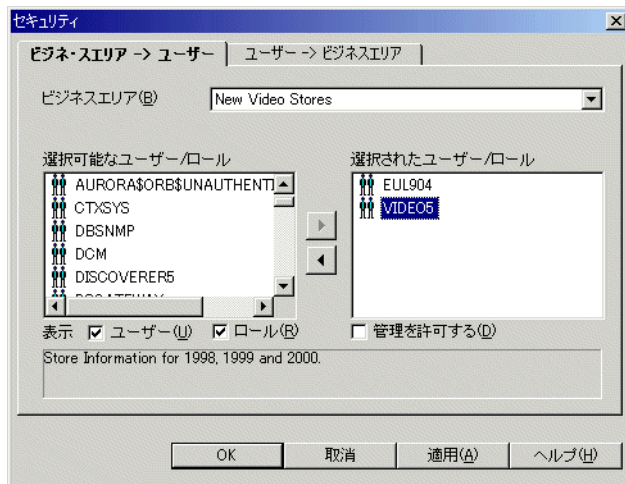 セキュリティ
ビジネ・スエリア -> ユーザー
ユーザー -> ビジネスエリア
ビジネスエリア(B)
New Video Stores
選択可能なユーザー/ロール
選択されたユーザー/ロール
AURORA$ORB$UNAUTHENTI
CTXSYS
DBSNMP
DCM
DISCOVERER5
EUL904
VIDEO5
表示
ユーザー(U)
ロール(R)
管理を許可する(D)
Store Information for 1998, 1999 and 2000.
OK
取消
適用(A)
ヘルプ(H)